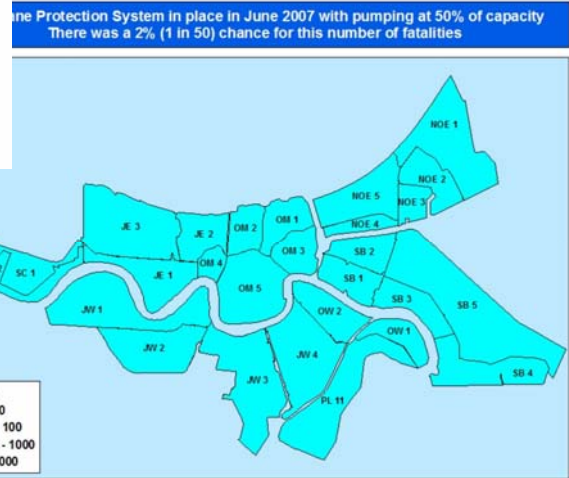 Protection System in place in June 2007 with pumping at 50% of capacity
There was a 2% (1 in 50) chance for this number of fatalities
NOE 1
NOE 2
NOE 5
NOE 3
NOE 4
JE 3
JE 2
OM 2
OM 1
OM 3
OM 4
SB 2
SC 1
JE 1
OM 5
SB 1
SB 3
SB 5
JW 1
OW 2
OW 1
JW 2
JW 4
SB 4
JW 3
PL 11
0
100
- 1000
000